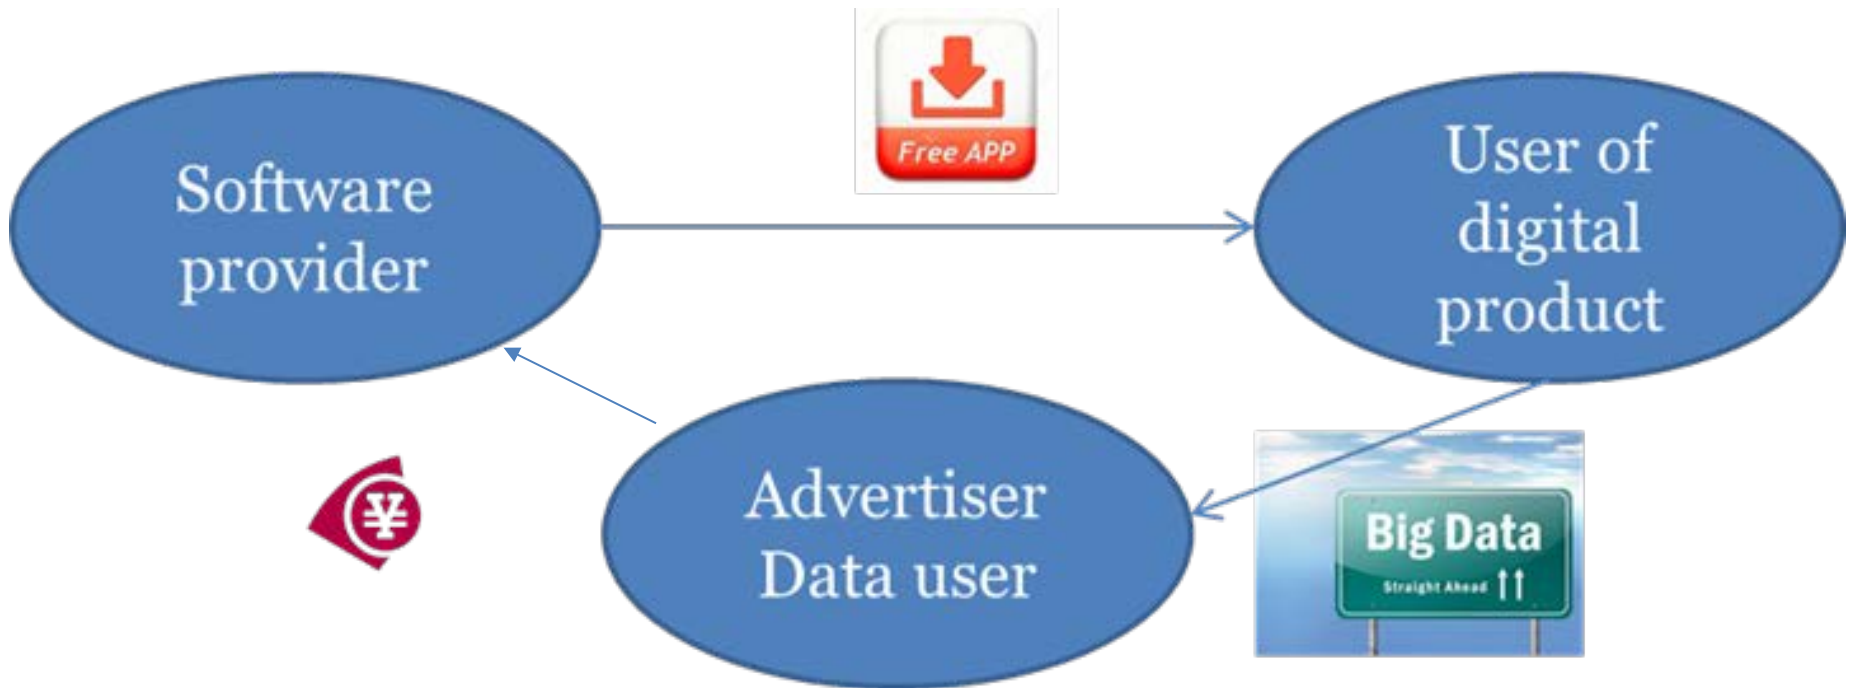 Free APP
Software
provider
User of
digital
product
Advertiser
Data user
¥
Big Data
Straight Ahead